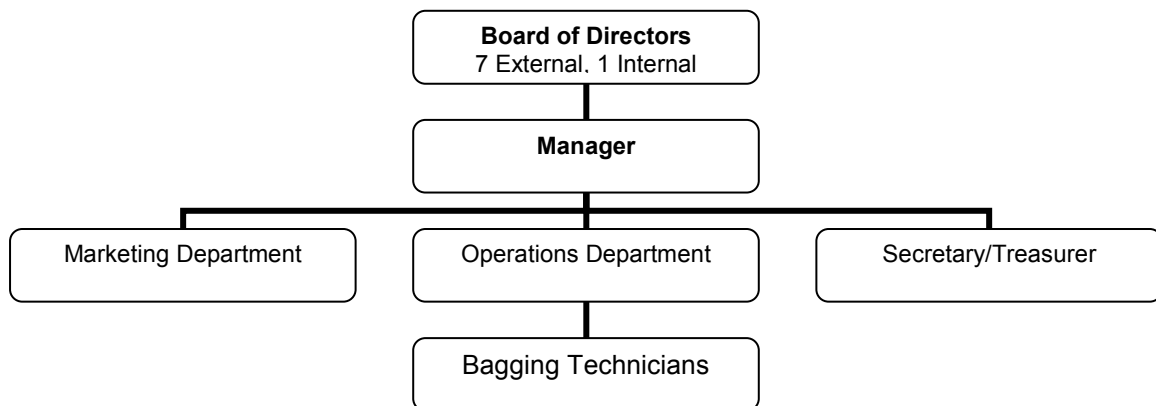 Board of Directors
7 External, 1 Internal
Manager
Marketing Department
Operations Department
Secretary/Treasurer
Bagging Technicians